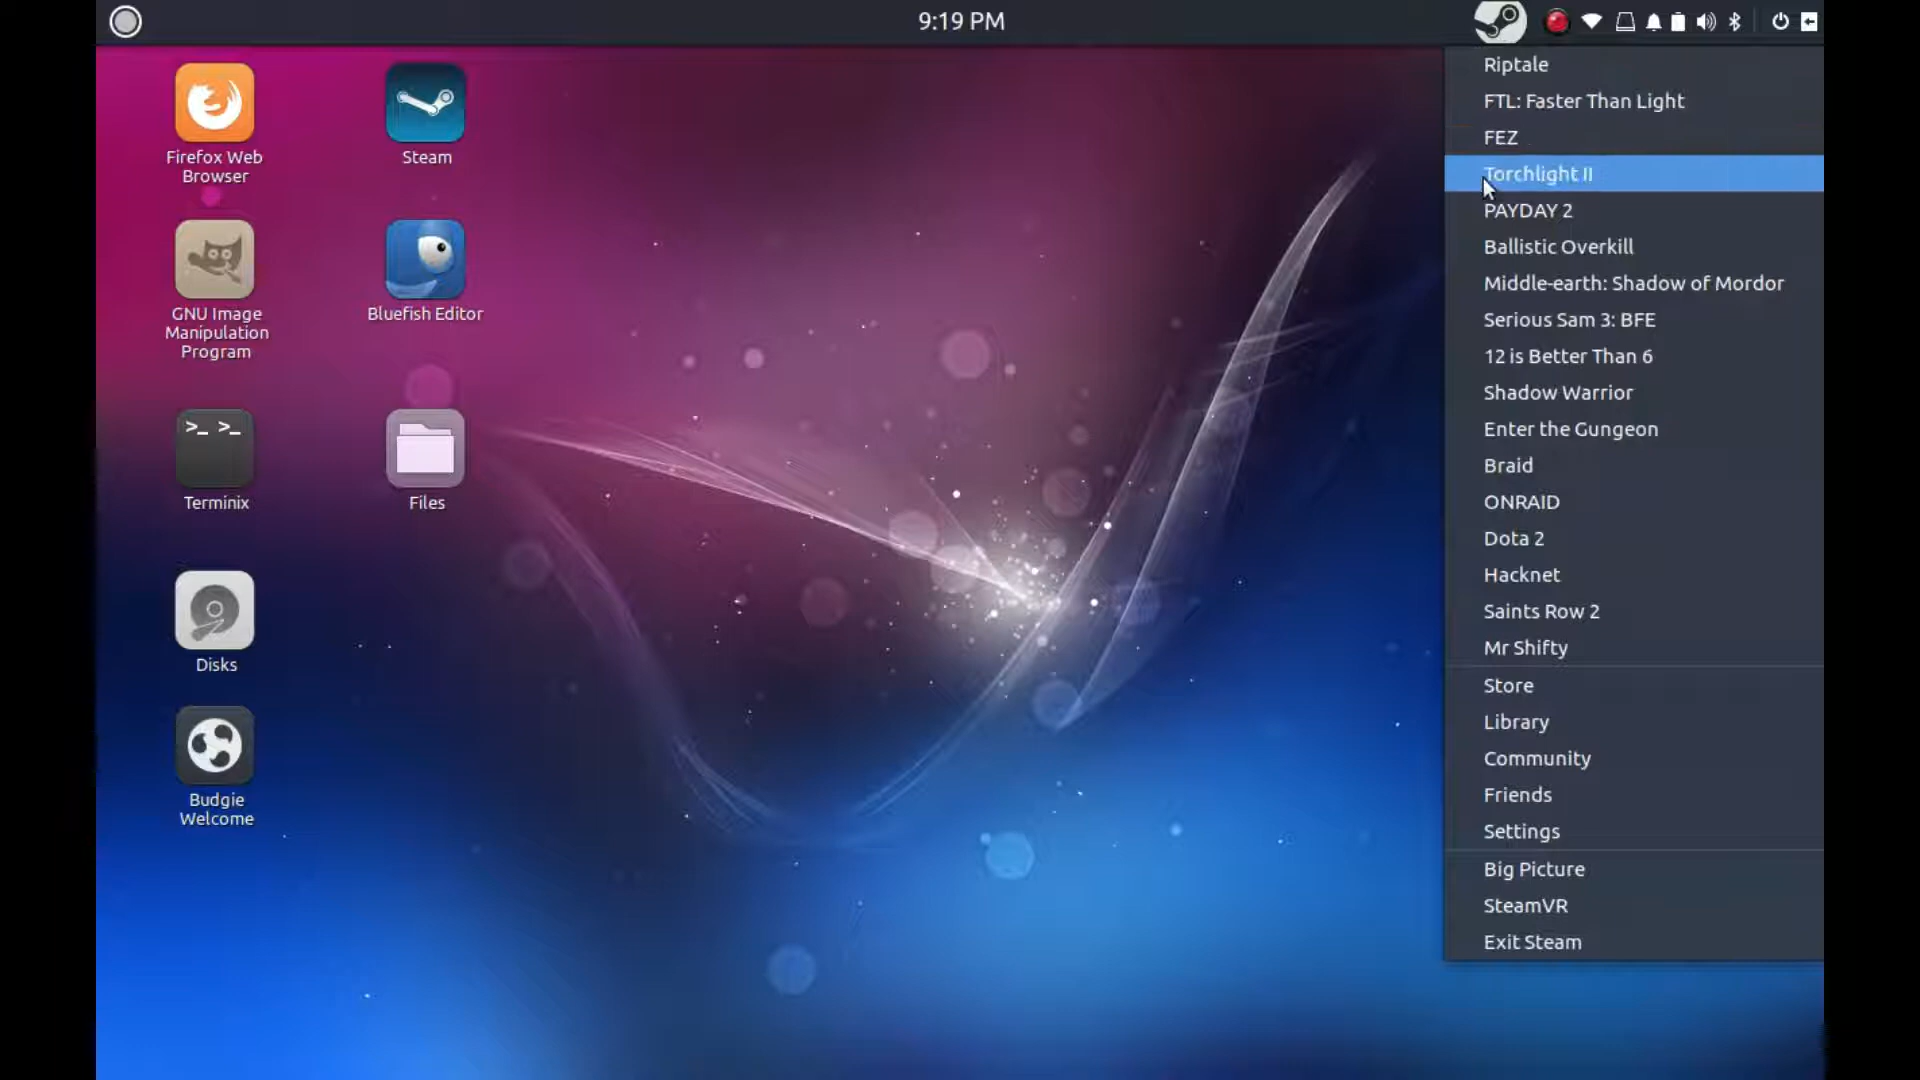 9:19 PM
Firefox Web
Browser
Steam
GNU Image
Manipulation
Program
Bluefish Editor
>_ >_
Terminix
Files
Disks
Budgie
Welcome
Riptale
FTL: Faster Than Light
FEZ
Torchlight II
PAYDAY 2
Ballistic Overkill
Middle-earth: Shadow of Mordor
Serious Sam 3: BFE
12 is Better Than 6
Shadow Warrior
Enter the Gungeon
Braid
ONRAID
Dota 2
Hacknet
Saints Row 2
Mr Shifty
Store
Library
Community
Friends
Settings
Big Picture
SteamVR
Exit Steam